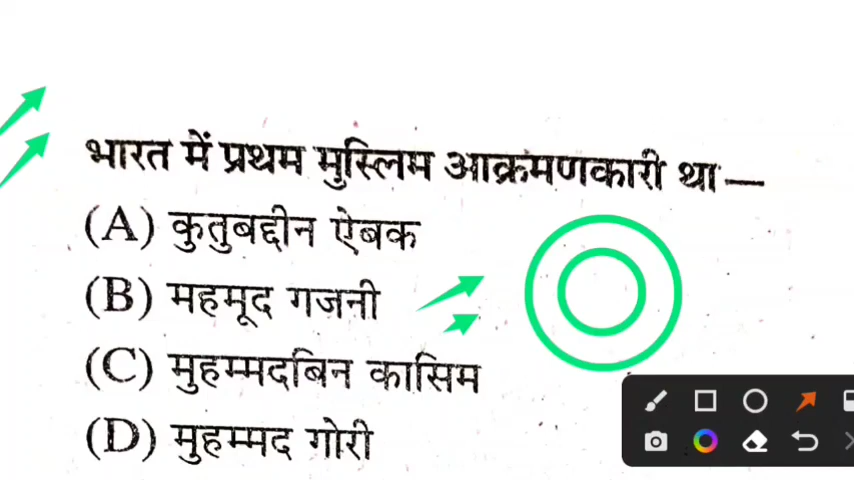 भारत में प्रथम मुस्लिम आक्रमणकारी था—
(A) कुतुबद्दीन ऐबक
(B) महमूद गजनी
(C) मुहम्मदबिन कासिम
(D) मुहम्मद गोरी